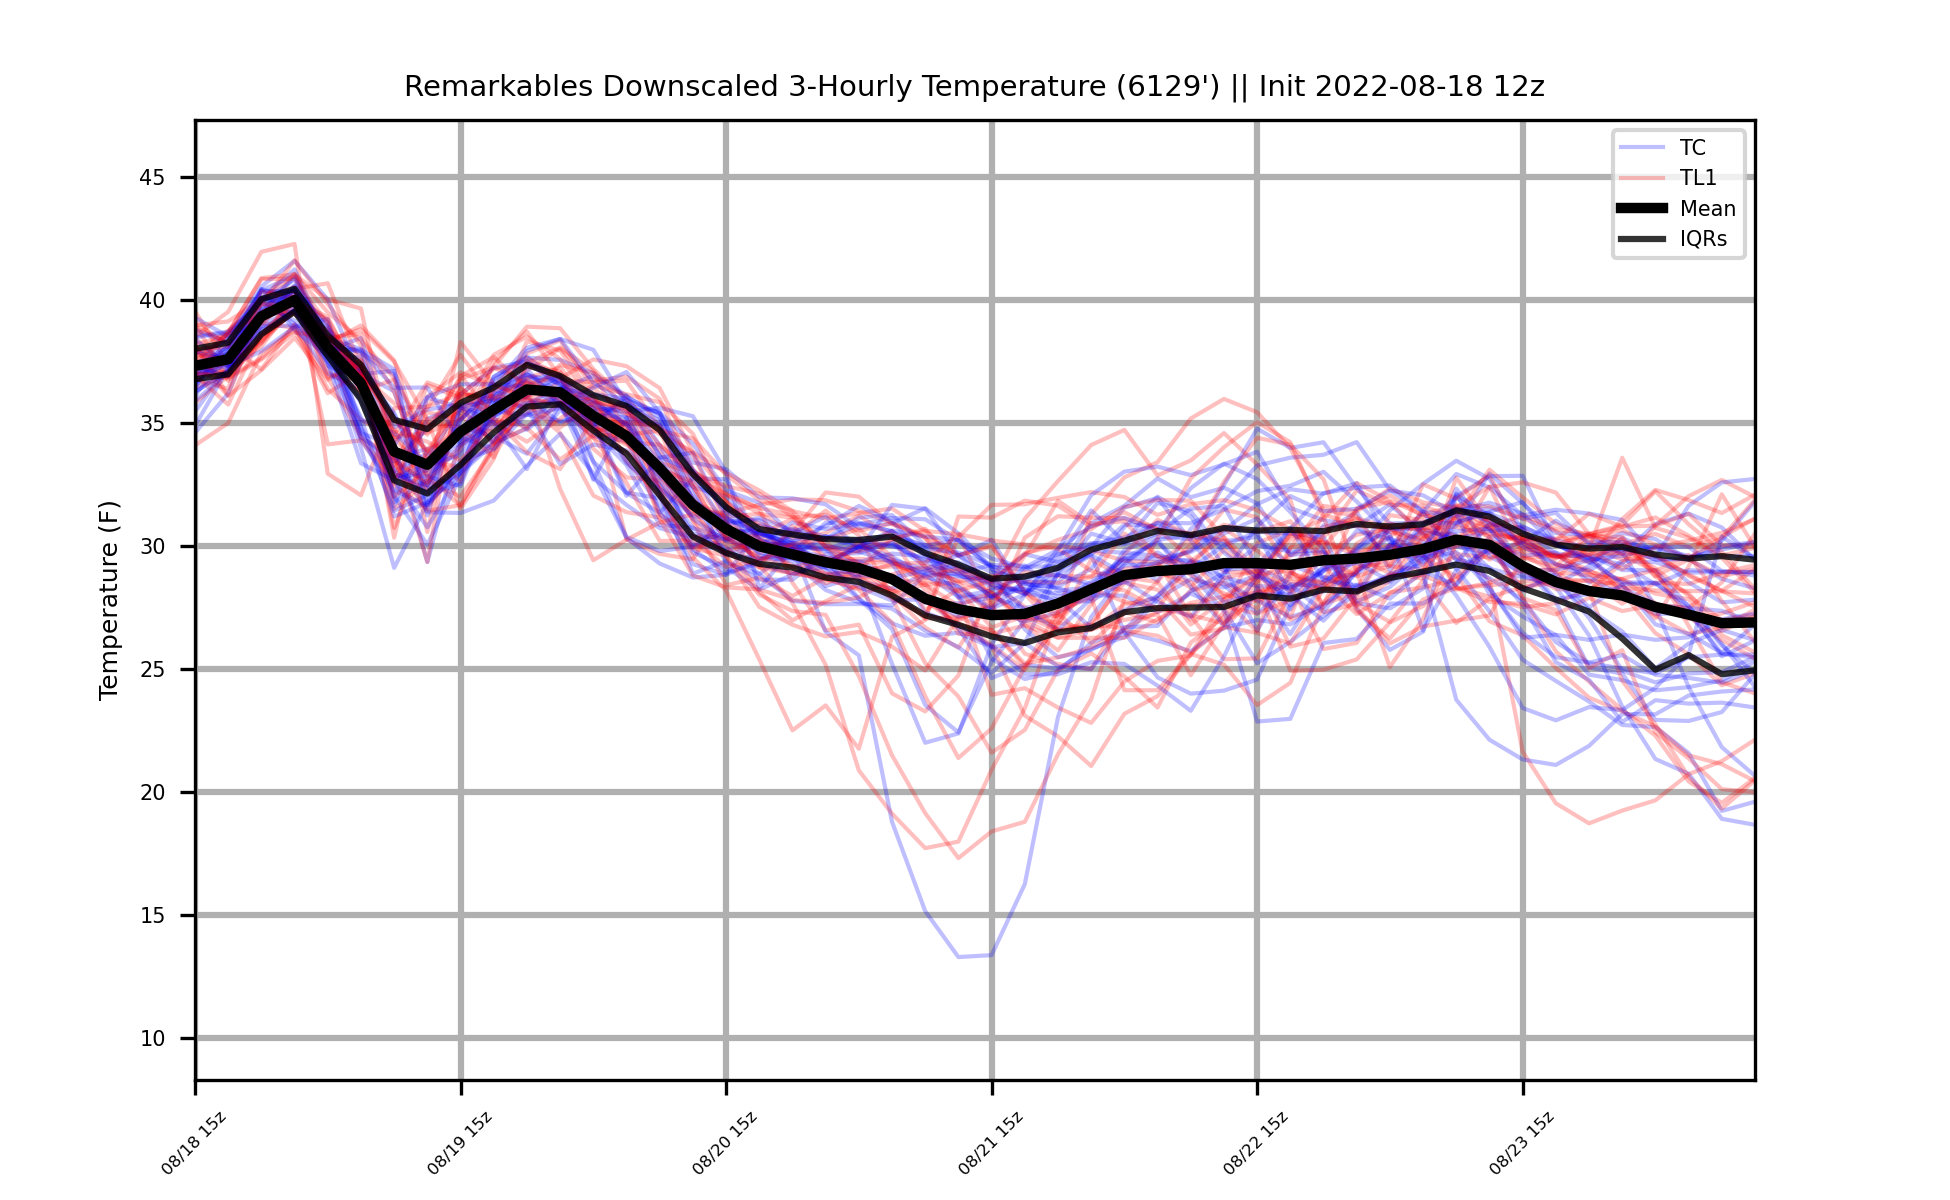 Remarkables Downscaled 3-Hourly Temperature (6129') || Init 2022-08-18 12z
TC
TL1
Mean
IQRs
Temperature (F)
45
40
35
30
25
20
15
10
08/18 15z
08/19 15z
08/20 15z
08/21 15z
08/22 15z
08/23 15z